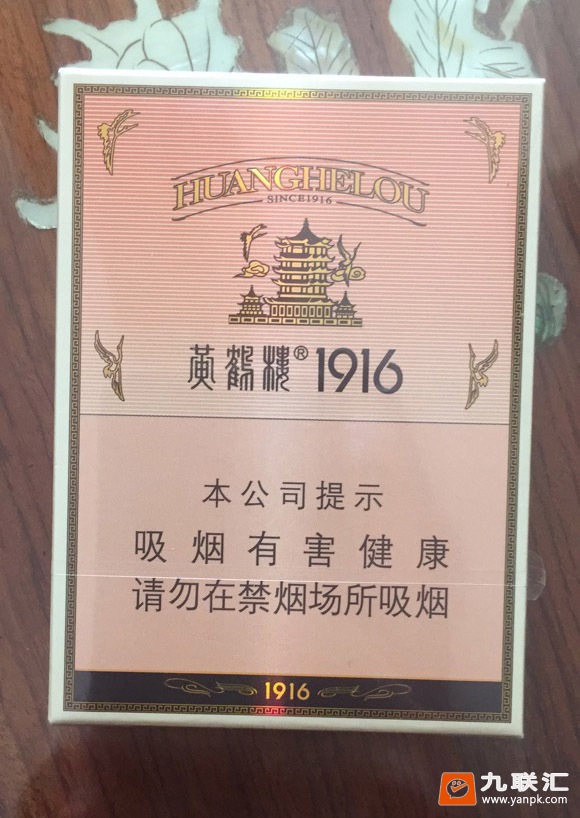 HUANGHELOU
SINCE1916
黄鹤楼® 1916
本公司提示
吸烟有害健康
请勿在禁烟场所吸烟
1916
九联汇
www.yanpk.com